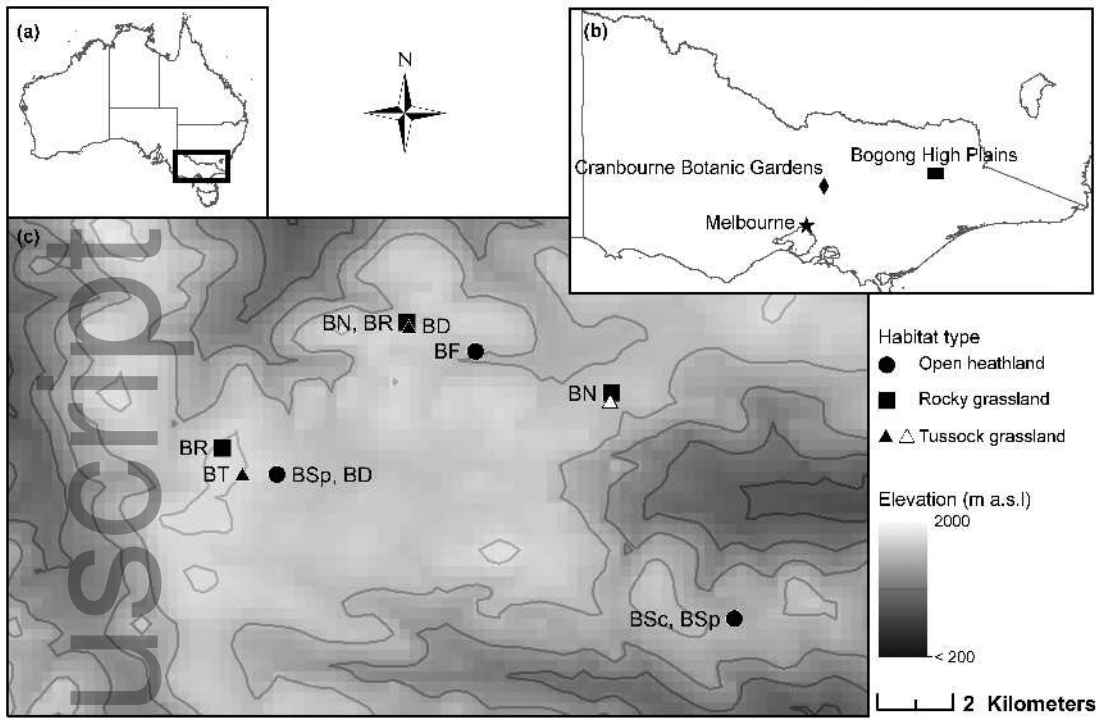 (a)
N
(b)
Cranbourne Botanic Gardens
Bogong High Plains
Melbourne
(c)
BN, BR
BD
BF
BN
BR
BT
BSp, BD
BSc, BSp
Habitat type
Open heathland
Rocky grassland
Tussock grassland
Elevation (m a.s.l)
2000
< 200
2 Kilometers
uscript